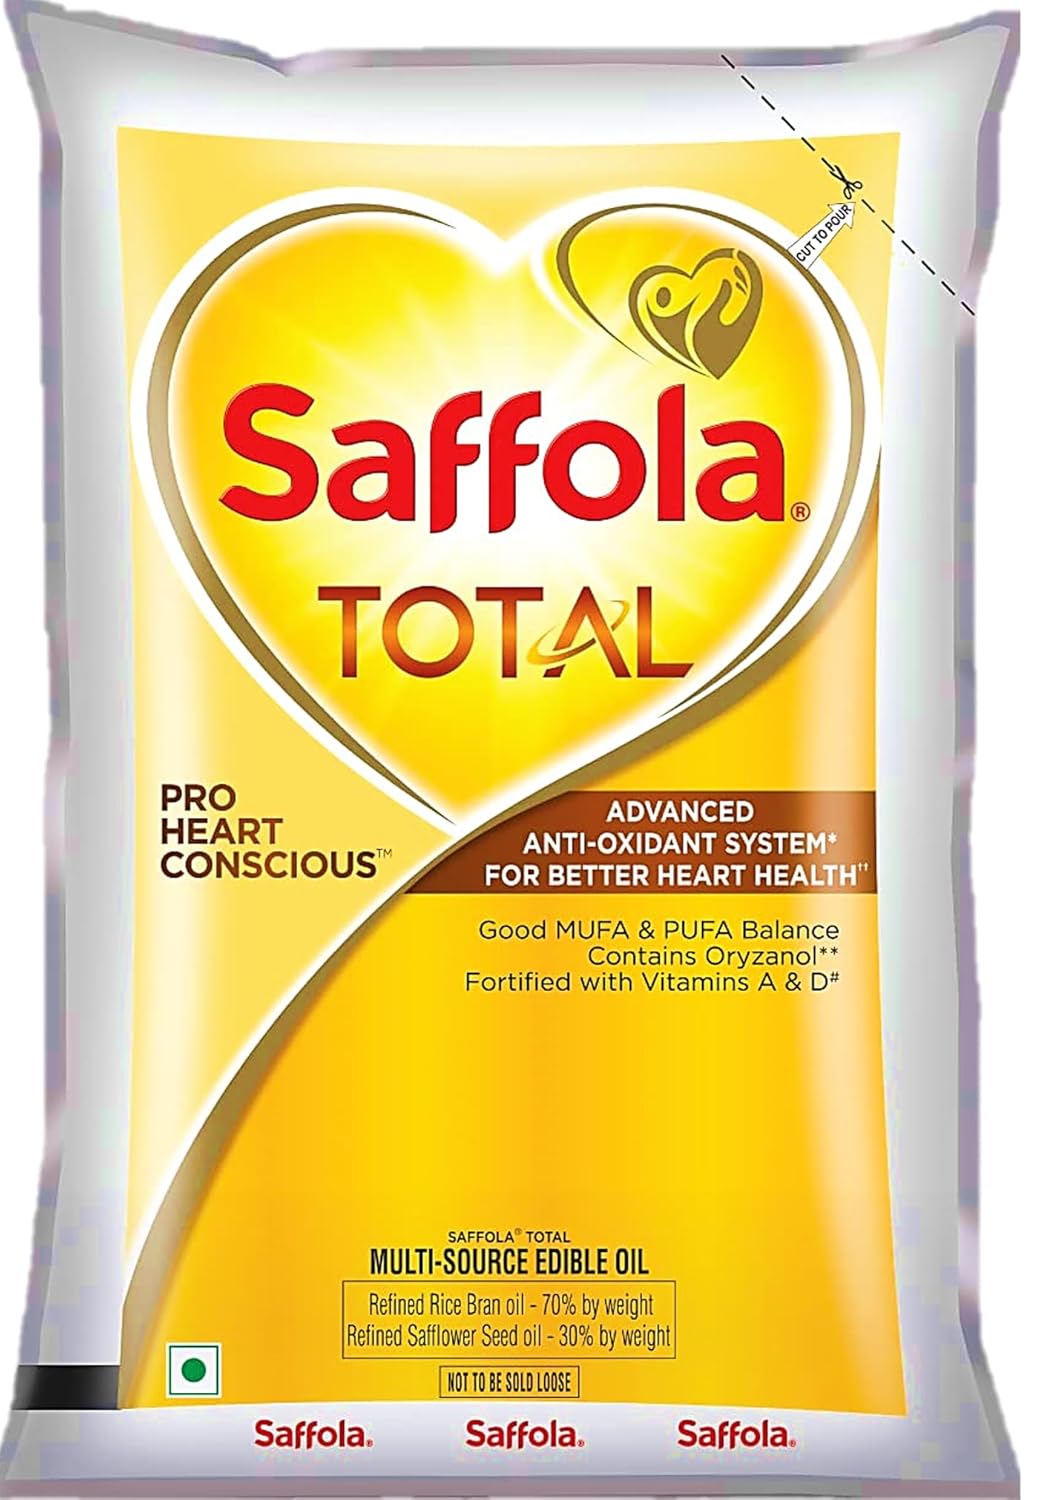 CUT TO POUR
Saffola®
TOTAL
PRO
HEART
CONSCIOUS™
ADVANCED
ANTI-OXIDANT SYSTEM*
FOR BETTER HEART HEALTH††
Good MUFA & PUFA Balance
Contains Oryzanol**
Fortified with Vitamins A & D#
SAFFOLA® TOTAL
MULTI-SOURCE EDIBLE OIL
Refined Rice Bran oil - 70% by weight
Refined Safflower Seed oil - 30% by weight
NOT TO BE SOLD LOOSE
Saffola® Saffola® Saffola®